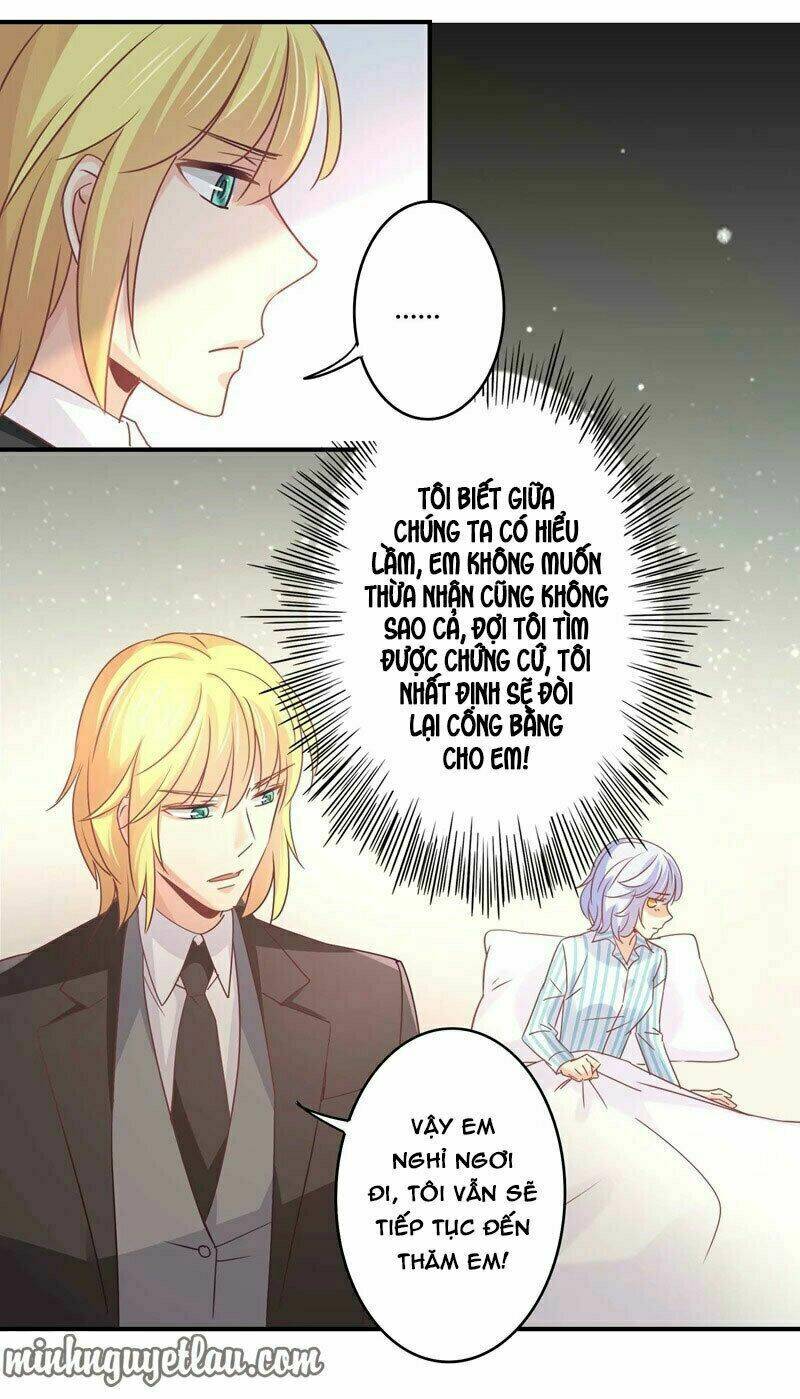 ......
TÔI BIẾT GIỮA
CHÚNG TA CÓ HIỂU
LẦM, EM KHÔNG MUỐN
THỪA NHẬN CŨNG KHÔNG
SAO CẢ, ĐỢI TÔI TÌM
ĐƯỢC CHỨNG CỨ, TÔI
NHẤT ĐỊNH SẼ ĐÒI
LẠI CÔNG BẰNG
CHO EM!
VẬY EM
NGHỈ NGƠI
ĐI, TÔI VẪN SẼ
TIẾP TỤC ĐẾN
THĂM EM!
minhnguyetlau.com